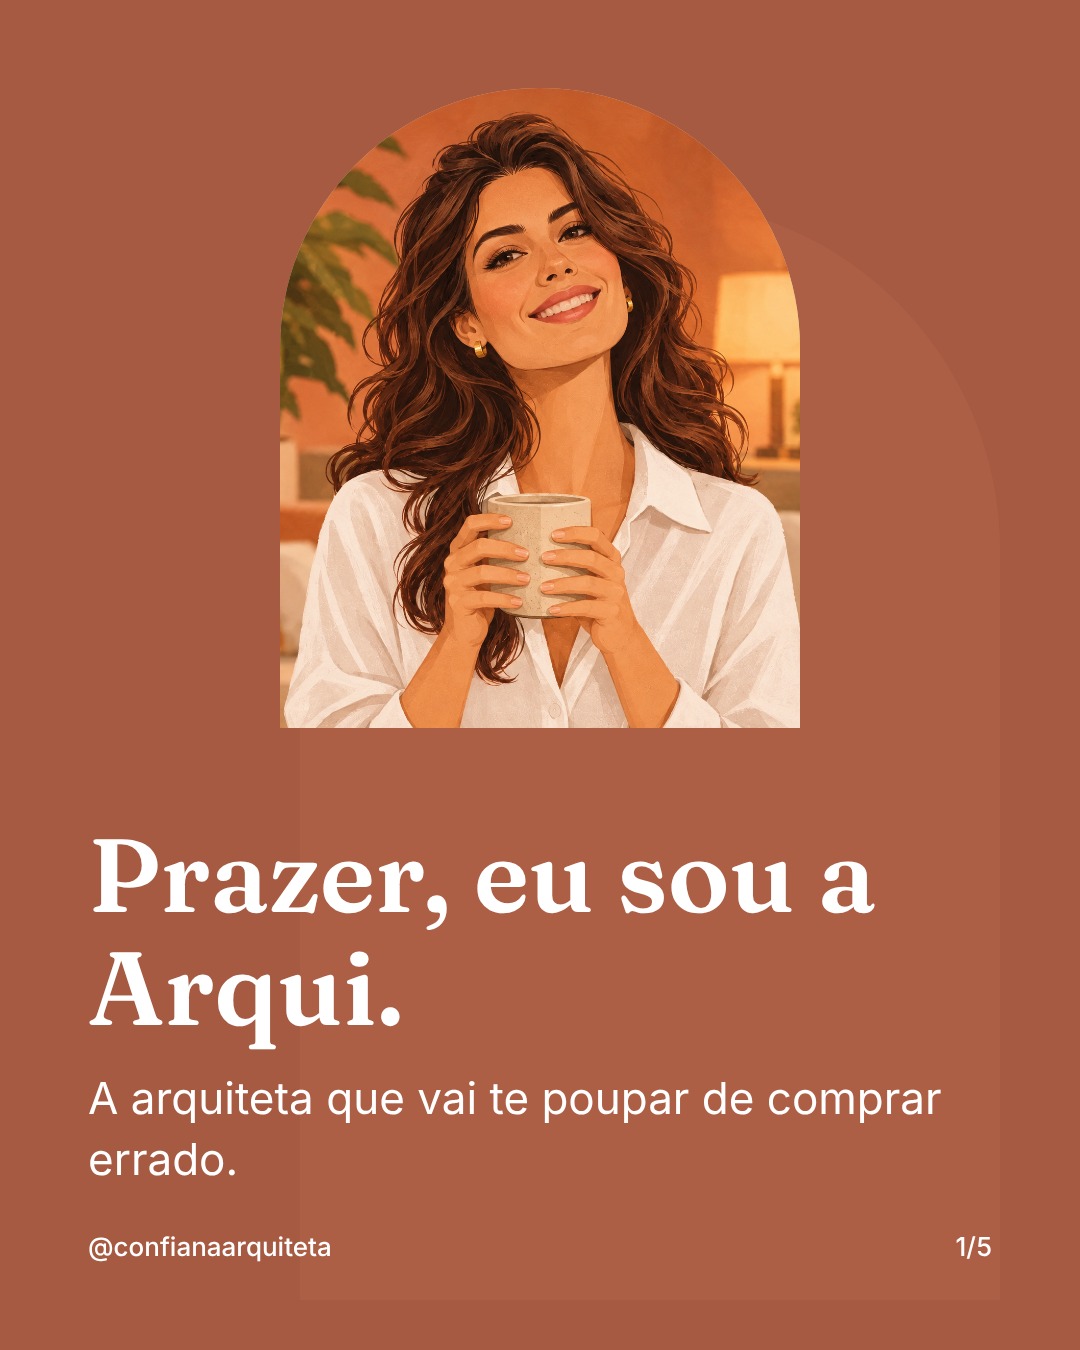 Prazer, eu sou a
Arqui.
A arquiteta que vai te poupar de comprar
errado.
@confianaarquiteta
1/5